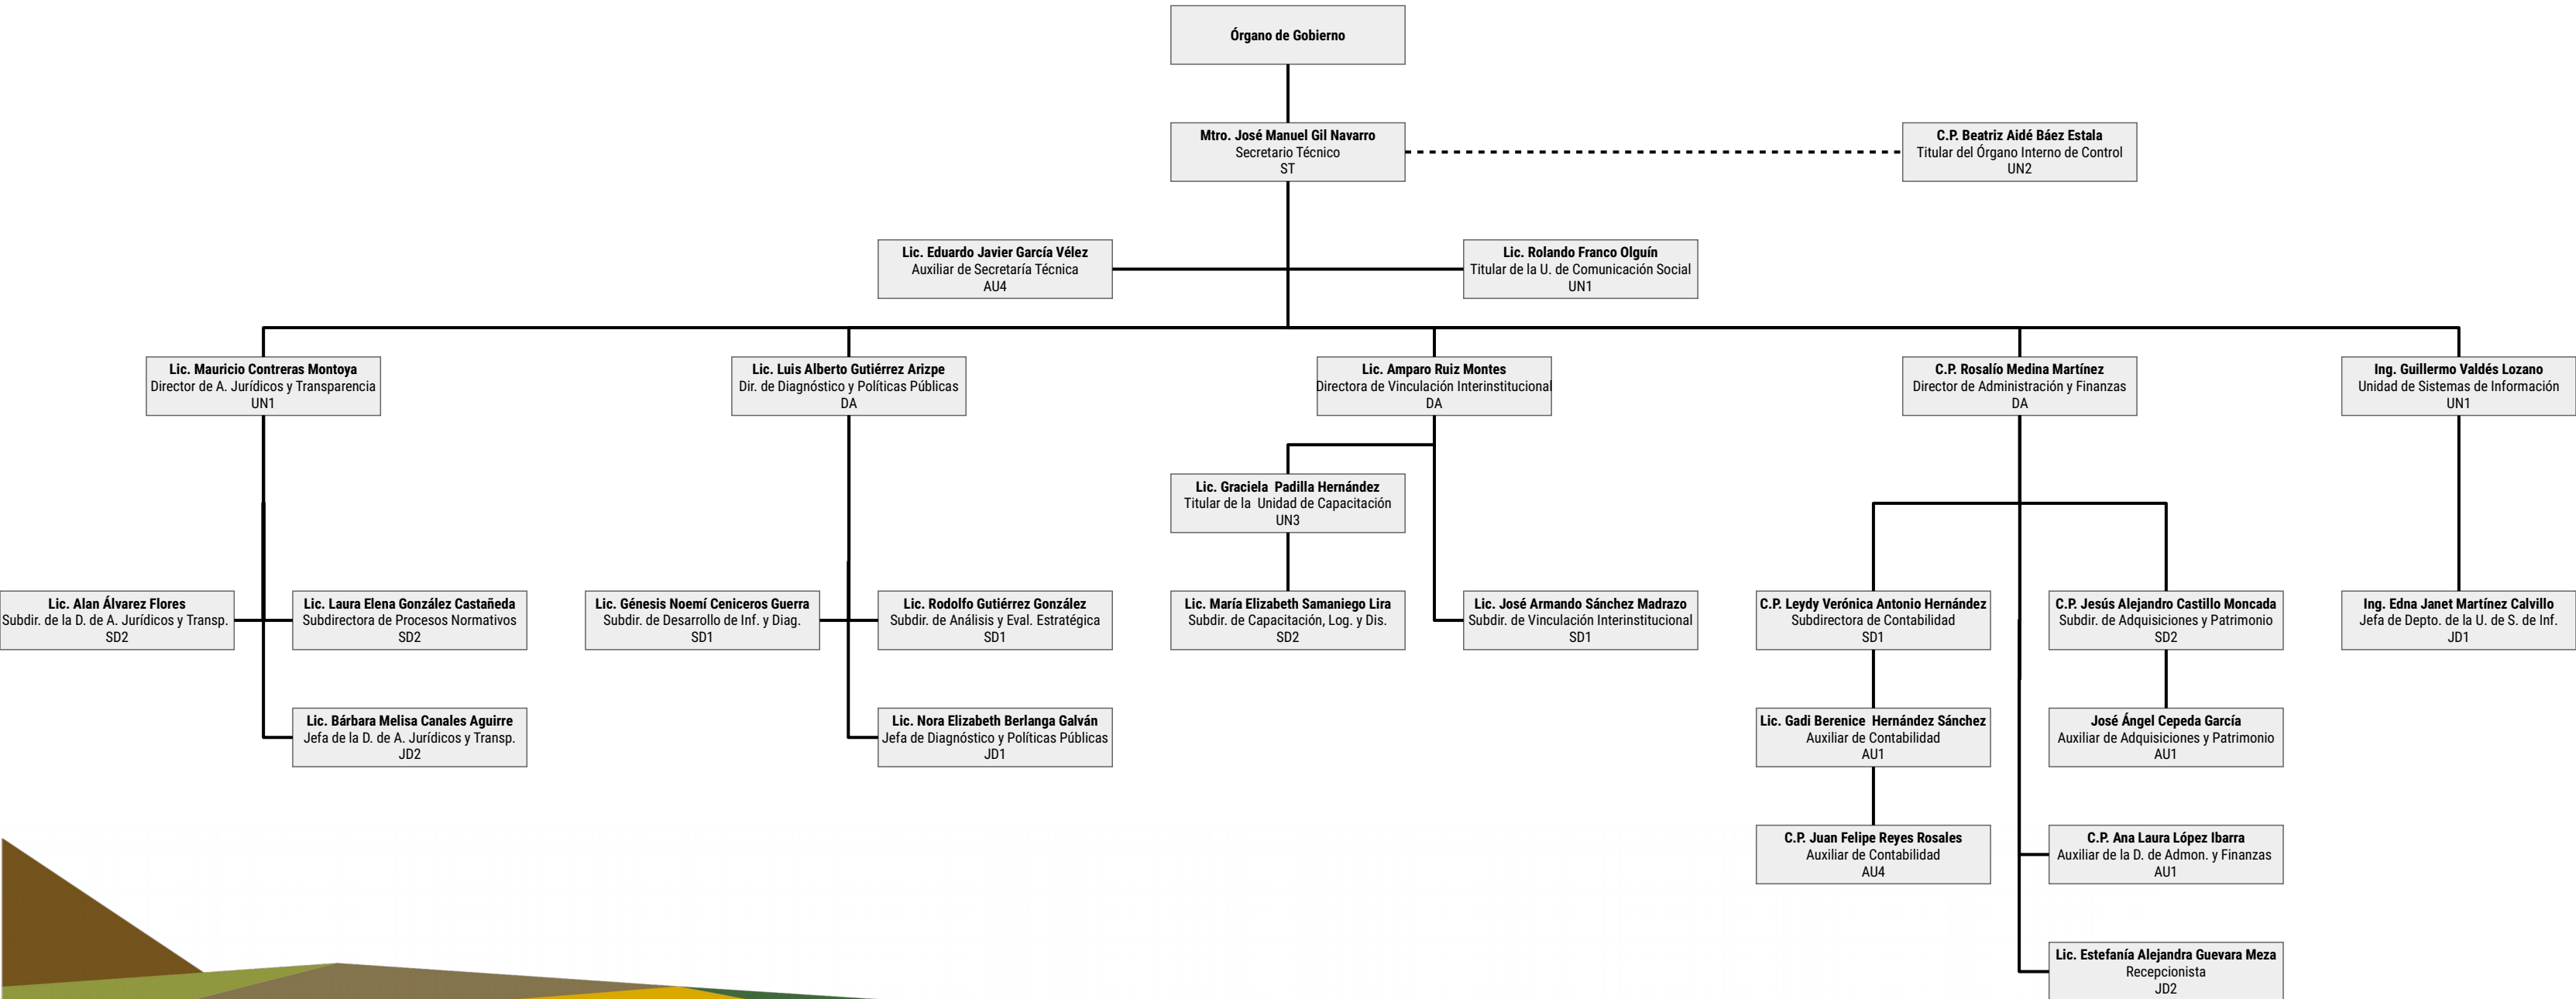 Órgano de Gobierno
Mtro. José Manuel Gil Navarro
Secretario Técnico
ST
C.P. Beatriz Aidé Báez Estala
Titular del Órgano Interno de Control
UN2
Lic. Eduardo Javier García Vélez
Auxiliar de Secretaría Técnica
AU4
Lic. Rolando Franco Olguín
Titular de la U. de Comunicación Social
UN1
Lic. Mauricio Contreras Montoya
Director de A. Jurídicos y Transparencia
UN1
Lic. Luis Alberto Gutiérrez Arizpe
Dir. de Diagnóstico y Políticas Públicas
DA
Lic. Amparo Ruiz Montes
Directora de Vinculación Interinstitucional
DA
C.P. Rosalío Medina Martínez
Director de Administración y Finanzas
DA
Ing. Guillermo Valdés Lozano
Unidad de Sistemas de Información
UN1
Lic. Graciela  Padilla Hernández
Titular de la  Unidad de Capacitación
UN3
Lic. Alan Álvarez Flores
Subdir. de la D. de A. Jurídicos y Transp.
SD2
Lic. Laura Elena González Castañeda
Subdirectora de Procesos Normativos
SD2
Lic. Génesis Noemí Ceniceros Guerra
Subdir. de Desarrollo de Inf. y Diag.
SD1
Lic. Rodolfo Gutiérrez González
Subdir. de Análisis y Eval. Estratégica
SD1
Lic. María Elizabeth Samaniego Lira
Subdir. de Capacitación, Log. y Dis.
SD2
Lic. José Armando Sánchez Madrazo
Subdir. de Vinculación Interinstitucional
SD1
C.P. Leydy Verónica Antonio Hernández
Subdirectora de Contabilidad
SD1
C.P. Jesús Alejandro Castillo Moncada
Subdir. de Adquisiciones y Patrimonio
SD2
Ing. Edna Janet Martínez Calvillo
Jefa de Depto. de la U. de S. de Inf.
JD1
Lic. Bárbara Melisa Canales Aguirre
Jefa de la D. de A. Jurídicos y Transp.
JD2
Lic. Nora Elizabeth Berlanga Galván
Jefa de Diagnóstico y Políticas Públicas
JD1
Lic. Gadi Berenice  Hernández Sánchez
Auxiliar de Contabilidad
AU1
José Ángel Cepeda García
Auxiliar de Adquisiciones y Patrimonio
AU1
C.P. Juan Felipe Reyes Rosales
Auxiliar de Contabilidad
AU4
C.P. Ana Laura López Ibarra
Auxiliar de la D. de Admon. y Finanzas
AU1
Lic. Estefanía Alejandra Guevara Meza
Recepcionista
JD2